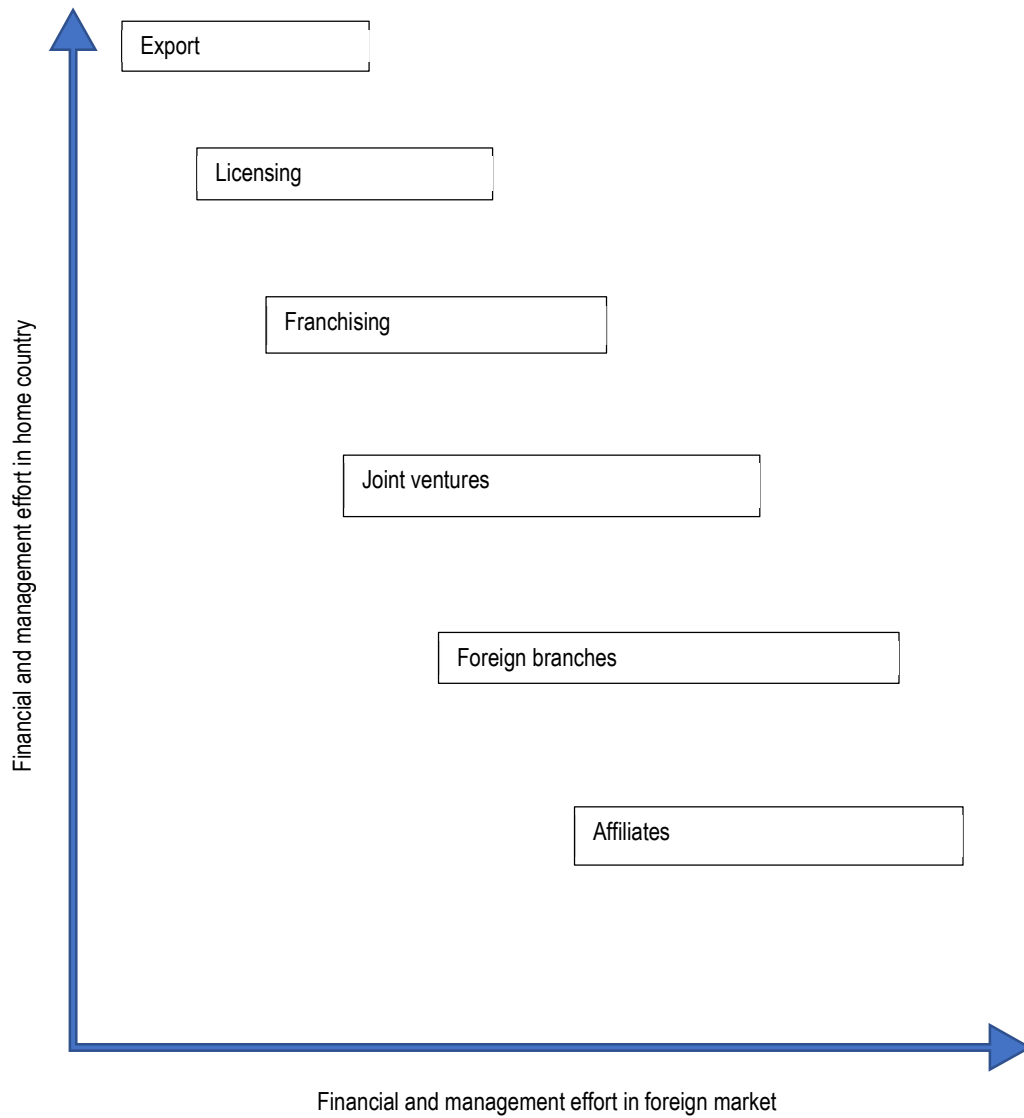 Export
Licensing
Franchising
Joint ventures
Foreign branches
Affiliates
Financial and management effort in home country
Financial and management effort in foreign market